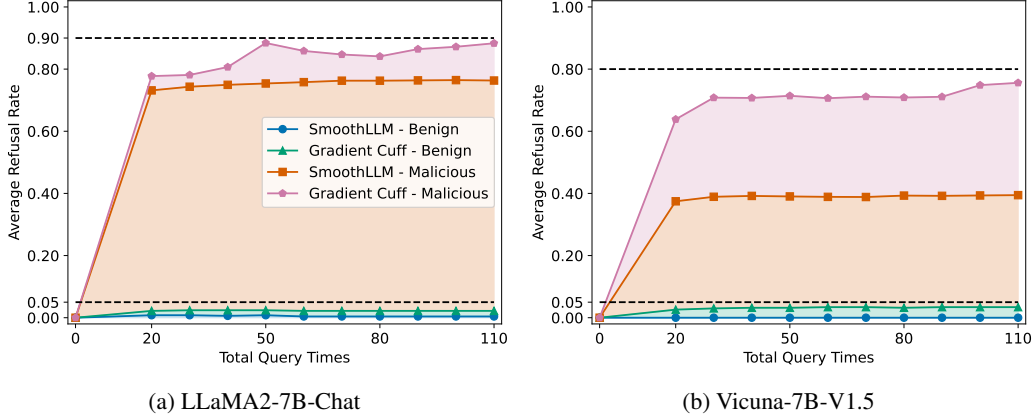 1.00
0.90
0.80
0.60
0.40
0.20
0.05
0.00
Average Refusal Rate
SmoothLLM - Benign
Gradient Cuff - Benign
SmoothLLM - Malicious
Gradient Cuff - Malicious
0 20 50 80 110
Total Query Times
(a) LLaMA2-7B-Chat
1.00
0.80
0.60
0.40
0.20
0.05
0.00
Average Refusal Rate
0 20 50 80 110
Total Query Times
(b) Vicuna-7B-V1.5